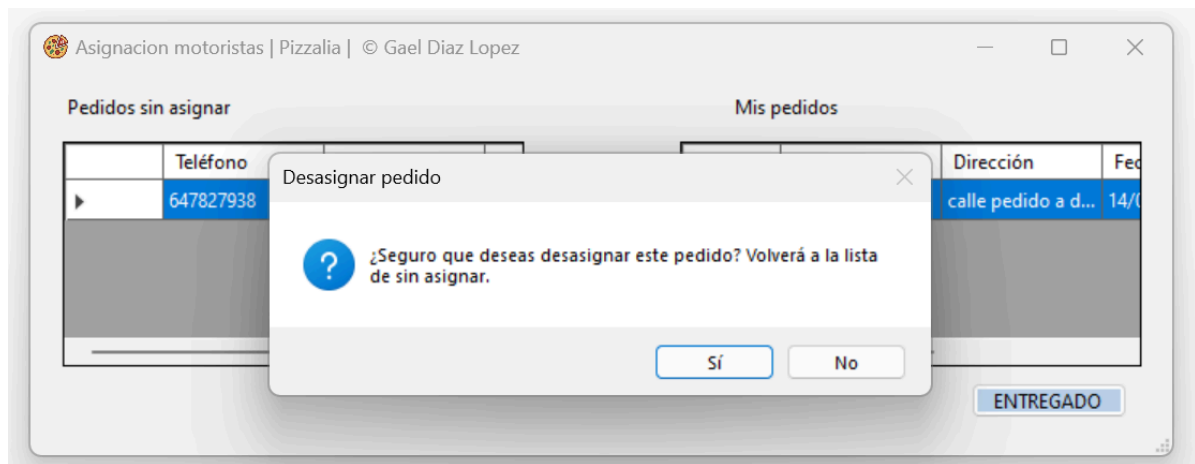 Asignacion motoristas | Pizzalia | © Gael Diaz Lopez
Pedidos sin asignar
Mis pedidos
Teléfono
Dirección
Fec
647827938
calle pedido a d...
14/0
Desasignar pedido
¿Seguro que deseas desasignar este pedido? Volverá a la lista
de sin asignar.
Sí
No
ENTREGADO